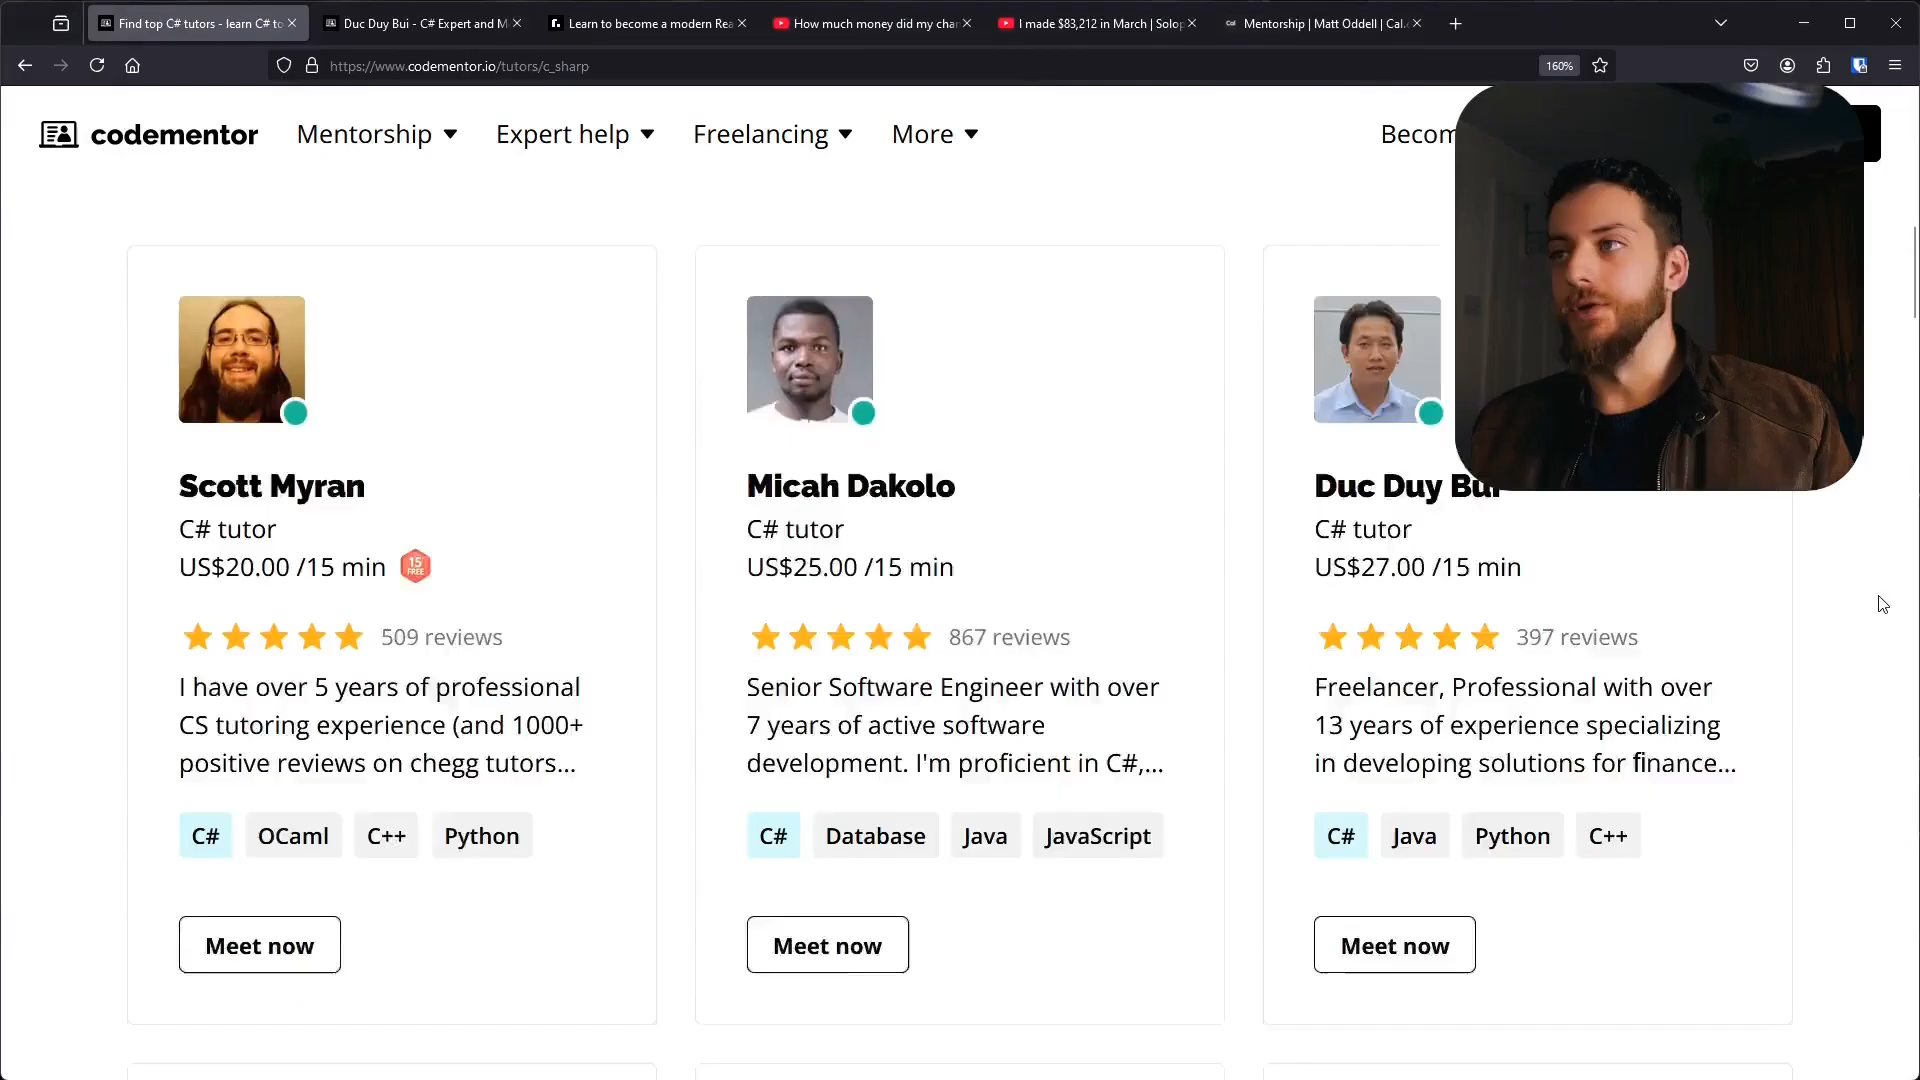 Find top C# tutors - learn C# to
Duc Duy Bui - C# Expert and M
Learn to become a modern Rea
How much money did my cha
I made $83,212 in March | Solop
Mentorship | Matt Oddell | Cal.
https://www.codementor.io/tutors/c_sharp
160%
codementor
Mentorship
Expert help
Freelancing
More
Becom
Scott Myran
C# tutor
US$20.00 /15 min
15
FREE
509 reviews
I have over 5 years of professional
CS tutoring experience (and 1000+
positive reviews on chegg tutors...
C# OCaml C++ Python
Meet now
Micah Dakolo
C# tutor
US$25.00 /15 min
867 reviews
Senior Software Engineer with over
7 years of active software
development. I'm proficient in C#,...
C# Database Java JavaScript
Meet now
Duc Duy Bui
C# tutor
US$27.00 /15 min
397 reviews
Freelancer, Professional with over
13 years of experience specializing
in developing solutions for finance...
C# Java Python C++
Meet now